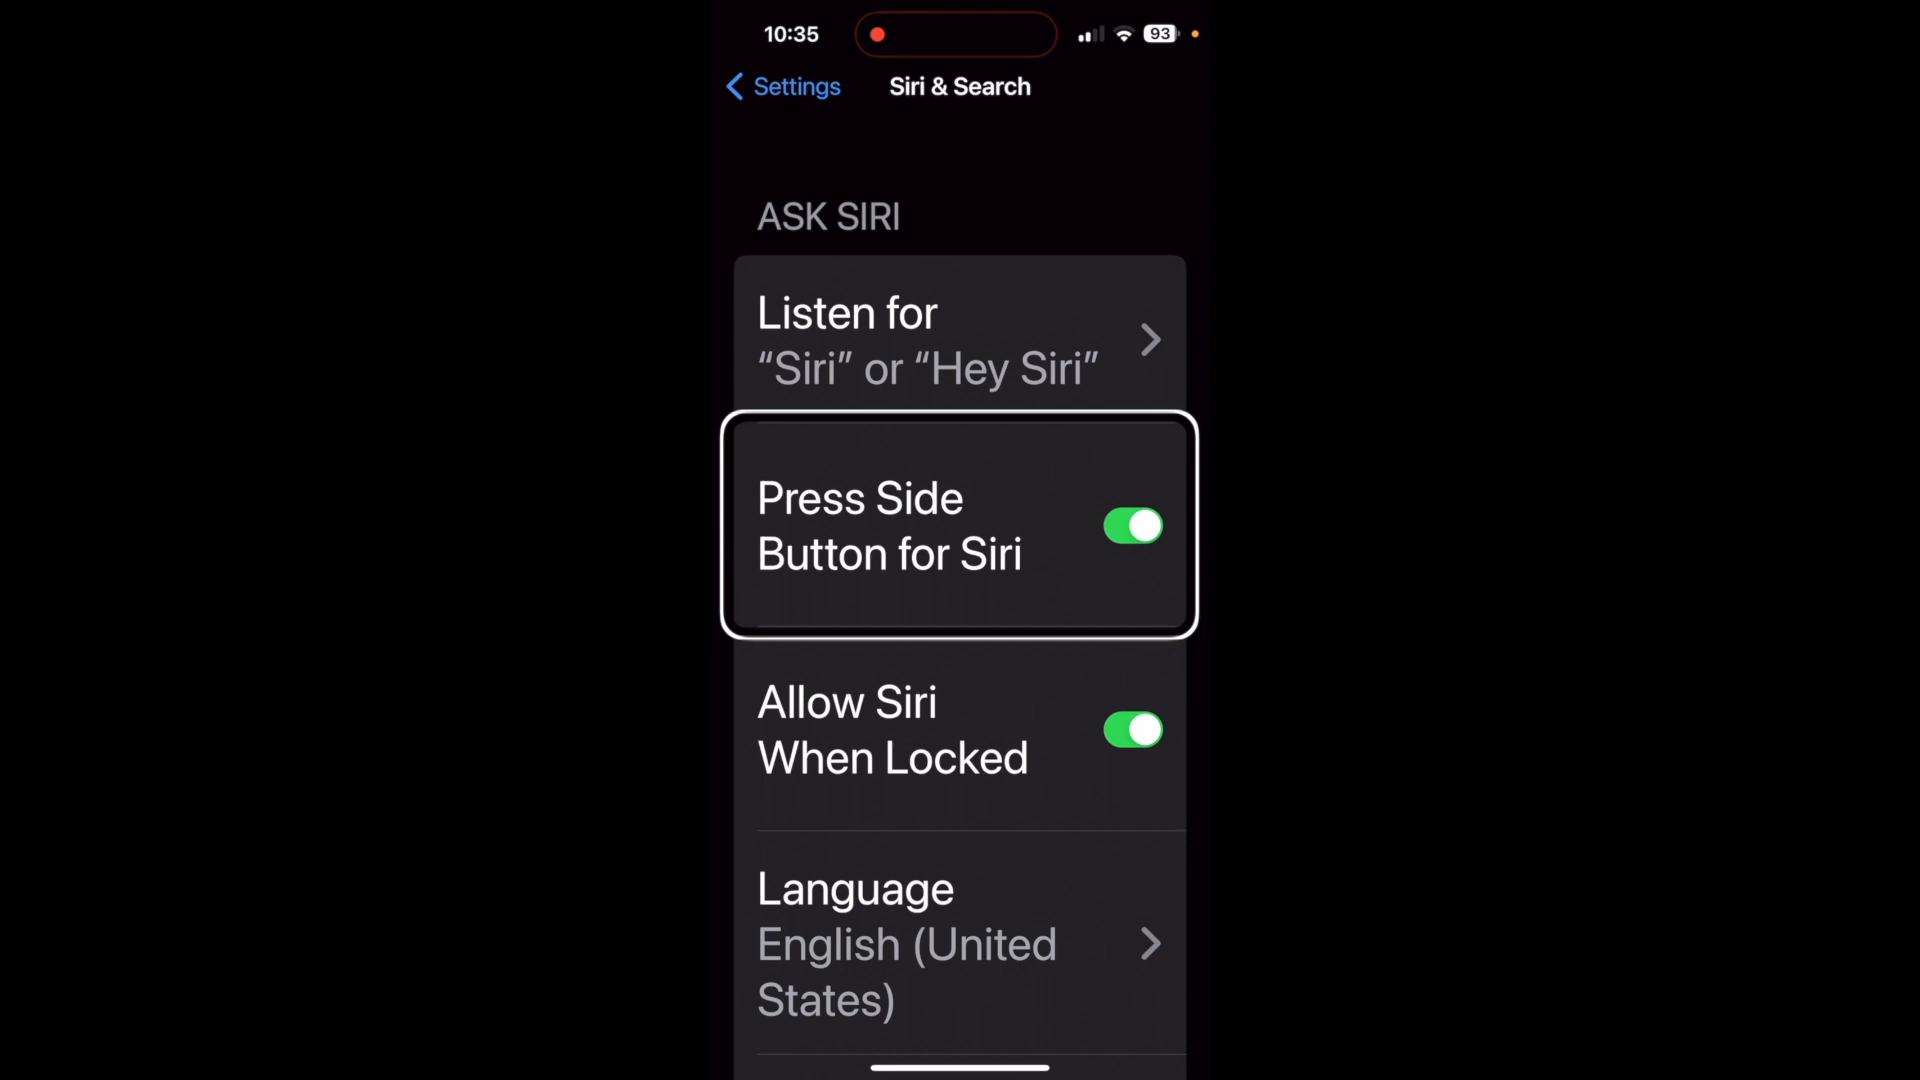 10:35
93
Settings
Siri & Search
ASK SIRI
Listen for
“Siri” or “Hey Siri”
Press Side
Button for Siri
Allow Siri
When Locked
Language
English (United
States)